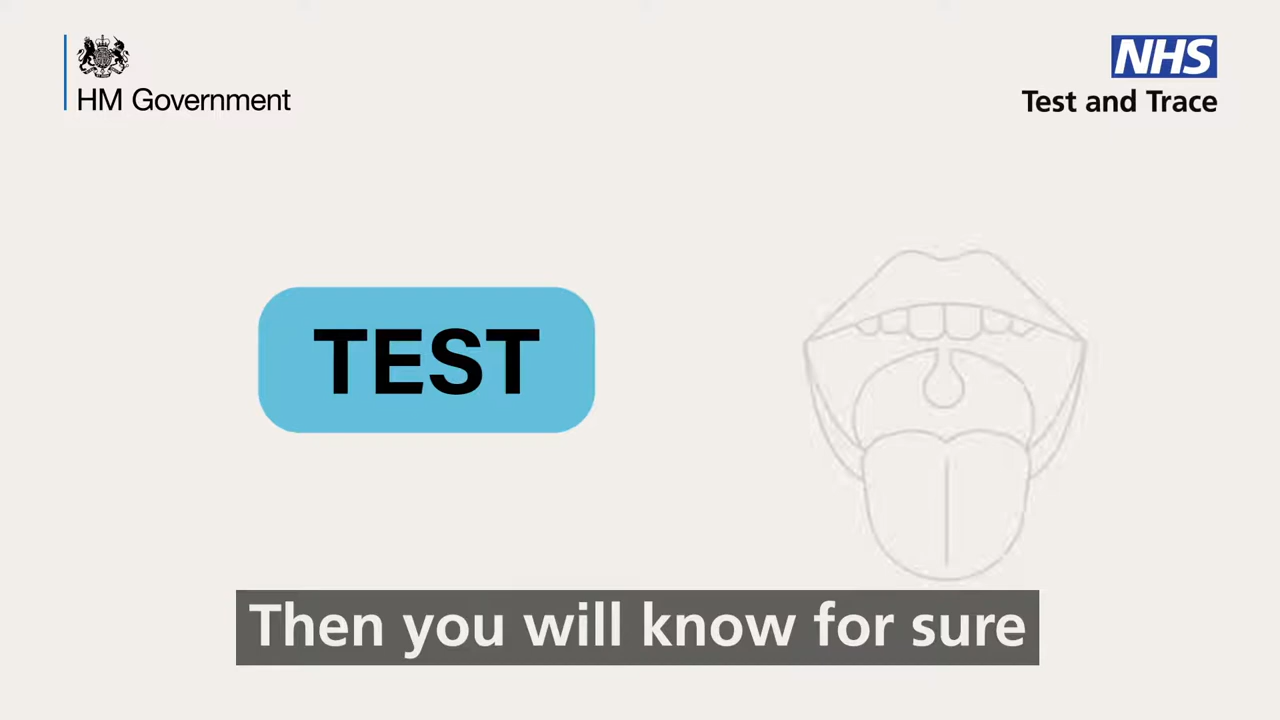 HM Government
NHS
Test and Trace
TEST
Then you will know for sure